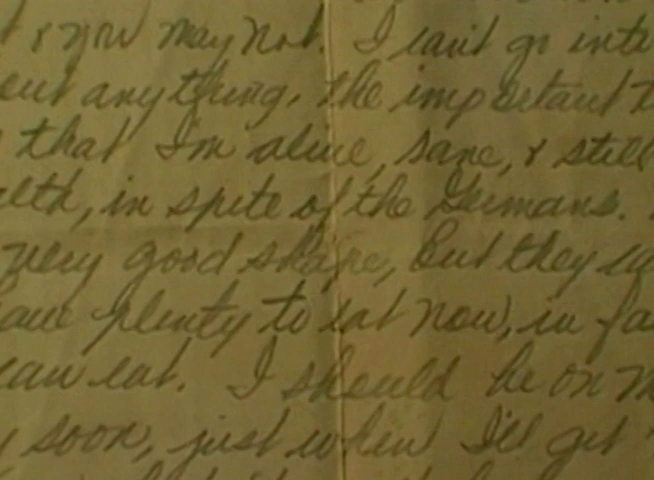 t & you may not. I can't go into
out anything, the important t
that I'm alive, sane, & still
alth, in spite of the Germans.
very good shape, but they
have plenty to eat now, in fa
can eat. I should be on m
y soon, just when I'll get